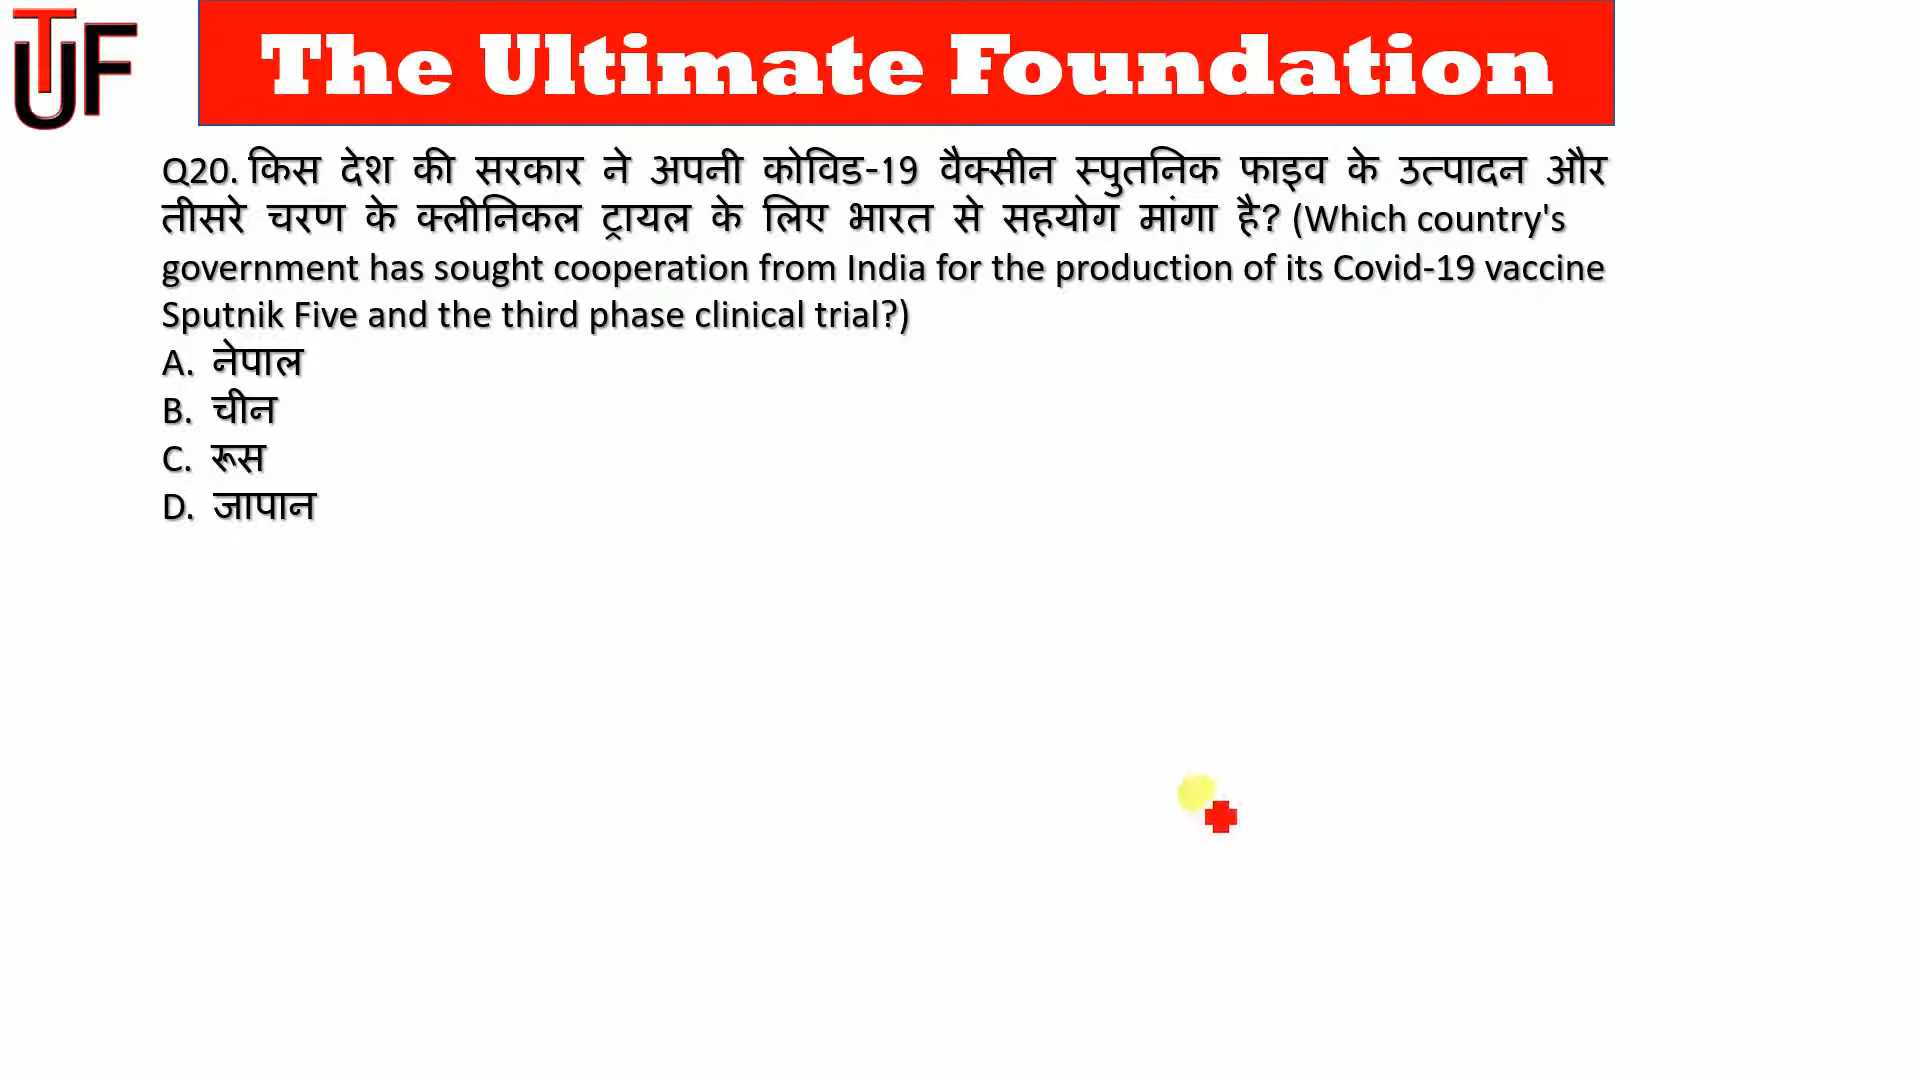 TUF
The Ultimate Foundation
Q20. किस देश की सरकार ने अपनी कोविड-19 वैक्सीन स्पुतनिक फाइव के उत्पादन और
तीसरे चरण के क्लीनिकल ट्रायल के लिए भारत से सहयोग मांगा है? (Which country's
government has sought cooperation from India for the production of its Covid-19 vaccine
Sputnik Five and the third phase clinical trial?)
A. नेपाल
B. चीन
C. रूस
D. जापान